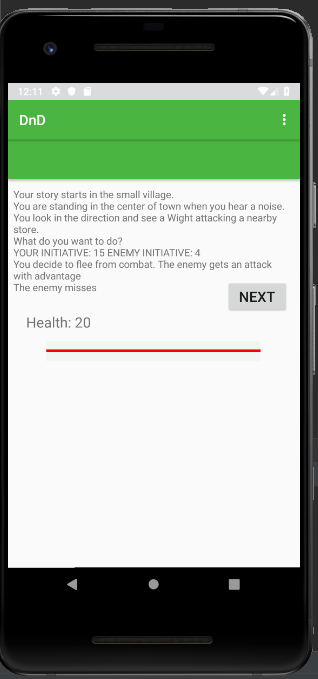 12:11
DnD
Your story starts in the small village.
You are standing in the center of town when you hear a noise.
You look in the direction and see a Wight attacking a nearby
store.
What do you want to do?
YOUR INITIATIVE: 15 ENEMY INITIATIVE: 4
You decide to flee from combat. The enemy gets an attack
with advantage
The enemy misses
NEXT
Health: 20